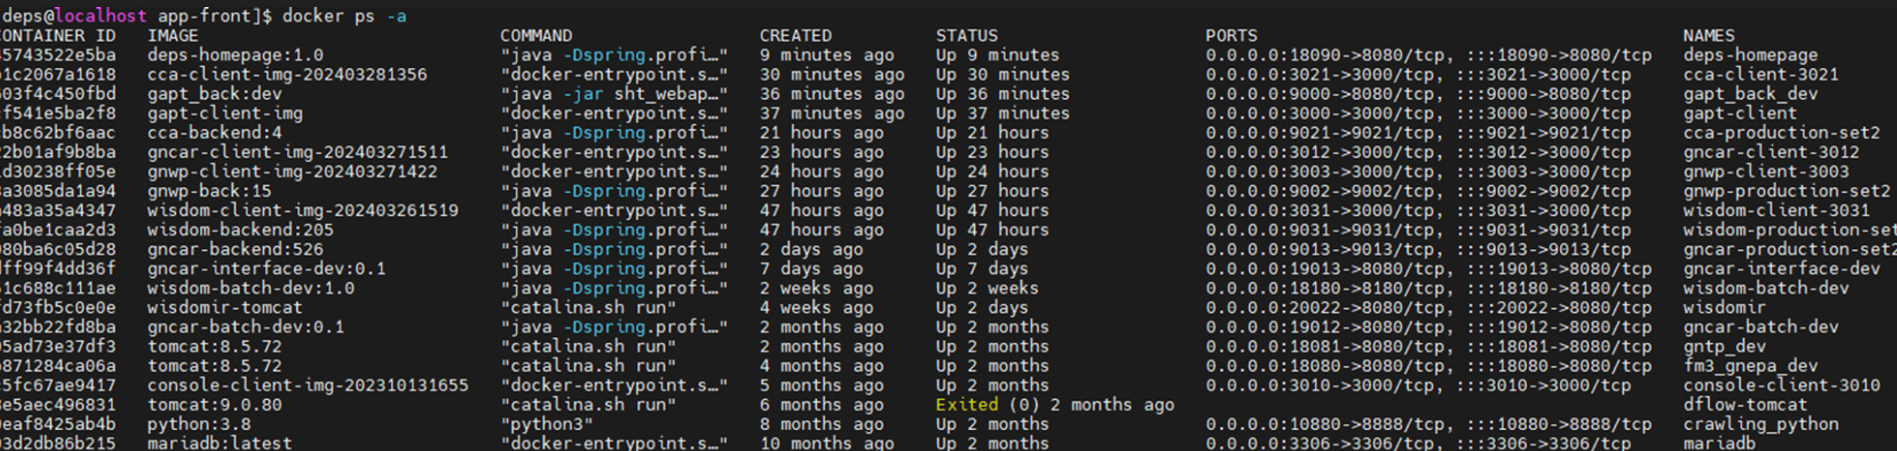 [deps@localhost app-front]$ docker ps -a
CONTAINER ID IMAGE COMMAND CREATED STATUS PORTS NAMES
45743522e5ba deps-homepage:1.0 "java -Dspring.profi…" 9 minutes ago Up 9 minutes 0.0.0.0:18090->8080/tcp, :::18090->8080/tcp deps-homepage
1c2067a1618 cca-client-img-202403281356 "docker-entrypoint.s…" 30 minutes ago Up 30 minutes 0.0.0.0:3021->3000/tcp, :::3021->3000/tcp cca-client-3021
603f4c450fbd gapt_back:dev "java -jar sht_webap…" 36 minutes ago Up 36 minutes 0.0.0.0:9000->8080/tcp, :::9000->8080/tcp gapt_back_dev
f541e5ba2f8 gapt-client-img "docker-entrypoint.s…" 37 minutes ago Up 37 minutes 0.0.0.0:3000->3000/tcp, :::3000->3000/tcp gapt-client
b8c62bf6aac cca-backend:4 "java -Dspring.profi…" 21 hours ago Up 21 hours 0.0.0.0:9021->9021/tcp, :::9021->9021/tcp cca-production-set2
22b01af9b8ba gncar-client-img-202403271511 "docker-entrypoint.s…" 23 hours ago Up 23 hours 0.0.0.0:3012->3000/tcp, :::3012->3000/tcp gncar-client-3012
d30238ff05e gnwp-client-img-202403271422 "docker-entrypoint.s…" 24 hours ago Up 24 hours 0.0.0.0:3003->3000/tcp, :::3003->3000/tcp gnwp-client-3003
a3085da1a94 gnwp-back:15 "java -Dspring.profi…" 27 hours ago Up 27 hours 0.0.0.0:9002->9002/tcp, :::9002->9002/tcp gnwp-production-set2
483a35a4347 wisdom-client-img-202403261519 "docker-entrypoint.s…" 47 hours ago Up 47 hours 0.0.0.0:3031->3000/tcp, :::3031->3000/tcp wisdom-client-3031
fa0be1caa2d3 wisdom-backend:205 "java -Dspring.profi…" 47 hours ago Up 47 hours 0.0.0.0:9031->9031/tcp, :::9031->9031/tcp wisdom-production-set
080ba6c05d28 gncar-backend:526 "java -Dspring.profi…" 2 days ago Up 2 days 0.0.0.0:9013->9013/tcp, :::9013->9013/tcp gncar-production-set2
ff99f4dd36f gncar-interface-dev:0.1 "java -Dspring.profi…" 7 days ago Up 7 days 0.0.0.0:19013->8080/tcp, :::19013->8080/tcp gncar-interface-dev
1c688c111ae wisdom-batch-dev:1.0 "java -Dspring.profi…" 2 weeks ago Up 2 weeks 0.0.0.0:18180->8180/tcp, :::18180->8180/tcp wisdom-batch-dev
fd73fb5c0e0e wisdomir-tomcat "catalina.sh run" 4 weeks ago Up 2 days 0.0.0.0:20022->8080/tcp, :::20022->8080/tcp wisdomir
32bb22fd8ba gncar-batch-dev:0.1 "java -Dspring.profi…" 2 months ago Up 2 months 0.0.0.0:19012->8080/tcp, :::19012->8080/tcp gncar-batch-dev
5ad73e37df3 tomcat:8.5.72 "catalina.sh run" 2 months ago Up 2 months 0.0.0.0:18081->8080/tcp, :::18081->8080/tcp gntp_dev
871284ca06a tomcat:8.5.72 "catalina.sh run" 4 months ago Up 2 months 0.0.0.0:18080->8080/tcp, :::18080->8080/tcp fm3_gnepa_dev
5fc67ae9417 console-client-img-202310131655 "docker-entrypoint.s…" 5 months ago Up 2 months 0.0.0.0:3010->3000/tcp, :::3010->3000/tcp console-client-3010
e5aec496831 tomcat:9.0.80 "catalina.sh run" 6 months ago Exited (0) 2 months ago dflow-tomcat
eaf8425ab4b python:3.8 "python3" 8 months ago Up 2 months 0.0.0.0:10880->8888/tcp, :::10880->8888/tcp crawling_python
3d2db86b215 mariadb:latest "docker-entrypoint.s…" 10 months ago Up 2 months 0.0.0.0:3306->3306/tcp, :::3306->3306/tcp mariadb